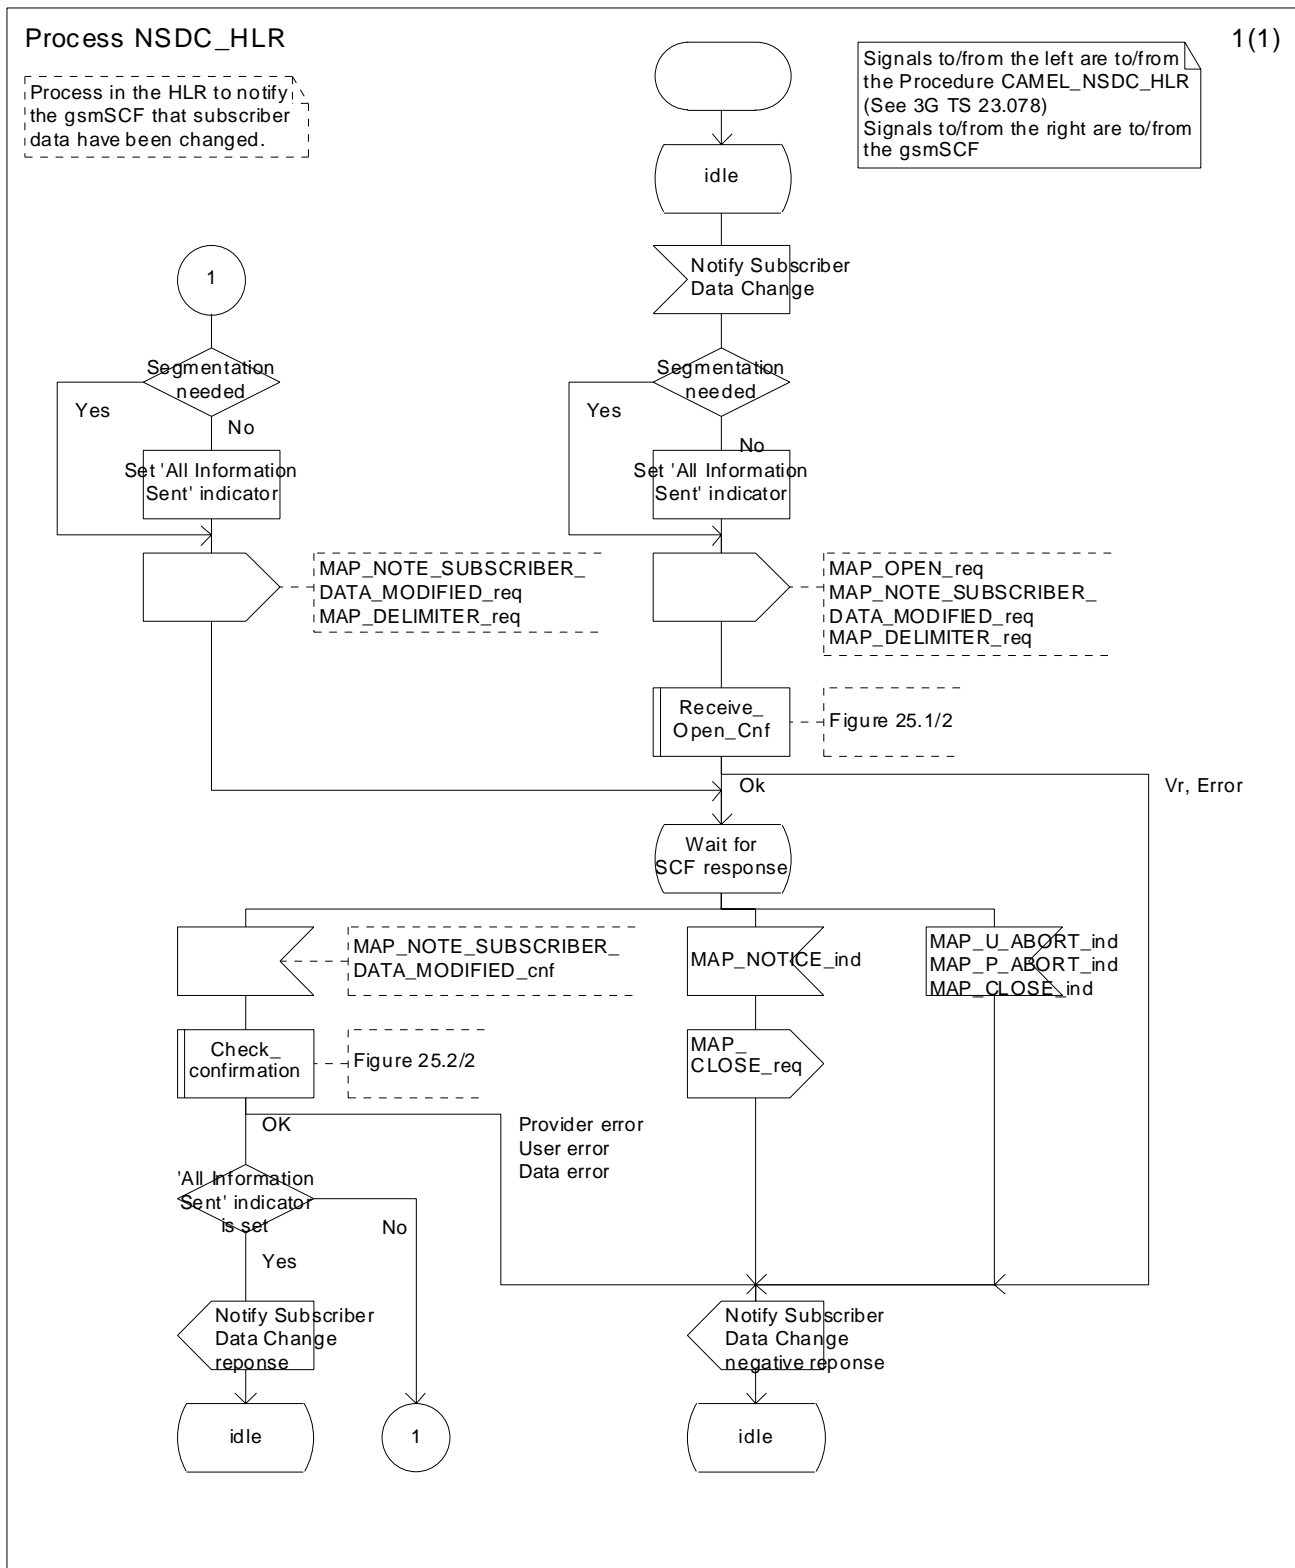 Process NSDC_HLR
1(1)
Process in the HLR to notify
the gsmSCF that subscriber
data have been changed.
Signals to/from the left are to/from
the Procedure CAMEL_NSDC_HLR
(See 3G TS 23.078)
Signals to/from the right are to/from
the gsmSCF
idle
Notify Subscriber
Data Change
1
Segmentation
needed
Yes
No
Set 'All Information
Sent' indicator
Segmentation
needed
Yes
No
Set 'All Information
Sent' indicator
MAP_NOTE_SUBSCRIBER_
DATA_MODIFIED_req
MAP_DELIMITER_req
MAP_OPEN_req
MAP_NOTE_SUBSCRIBER_
DATA_MODIFIED_req
MAP_DELIMITER_req
Receive_
Open_Cnf
Figure 25.1/2
Ok
Vr, Error
Wait for
SCF response
MAP_NOTE_SUBSCRIBER_
DATA_MODIFIED_cnf
MAP_NOTICE_ind
MAP_U_ABORT_ind
MAP_P_ABORT_ind
MAP_CLOSE_ind
Check_
confirmation
Figure 25.2/2
MAP_
CLOSE_req
OK
Provider error
User error
Data error
'All Information
Sent' indicator
is set
No
Yes
Notify Subscriber
Data Change
reponse
Notify Subscriber
Data Change
negative reponse
idle
1
idle